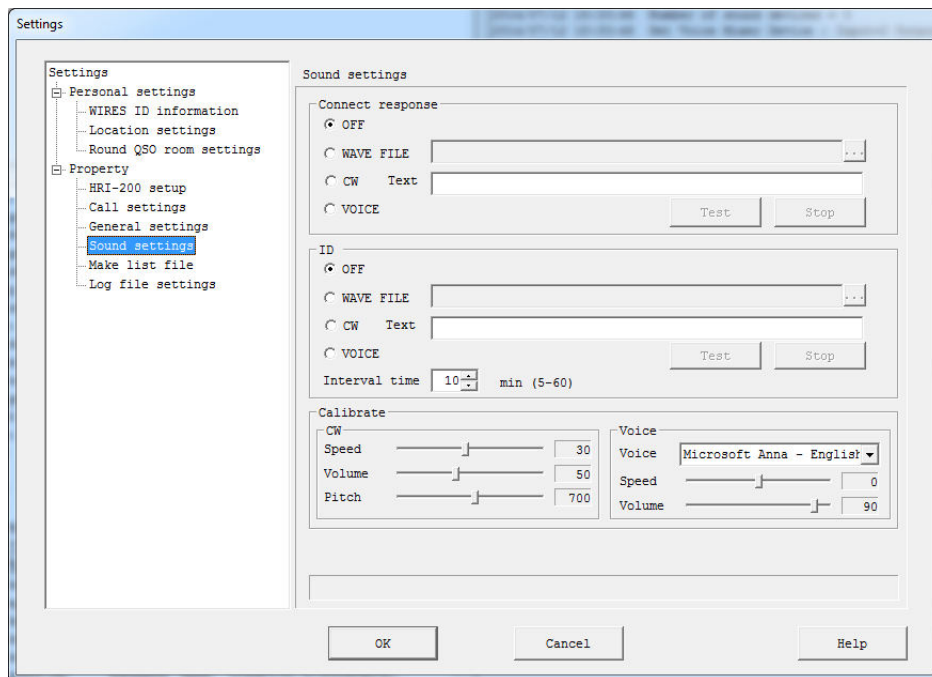 Settings
Settings
Personal settings
WIRES ID information
Location settings
Round QSO room settings
Property
HRI-200 setup
Call settings
General settings
Sound settings
Make list file
Log file settings
Sound settings
Connect response
OFF
WAVE FILE ...
CW Text
VOICE Test Stop
ID
OFF
WAVE FILE ...
CW Text
VOICE Test Stop
Interval time 10 min (5-60)
Calibrate
CW
Speed 30
Volume 50
Pitch 700
Voice
Voice Microsoft Anna - English
Speed 0
Volume 90
OK Cancel Help